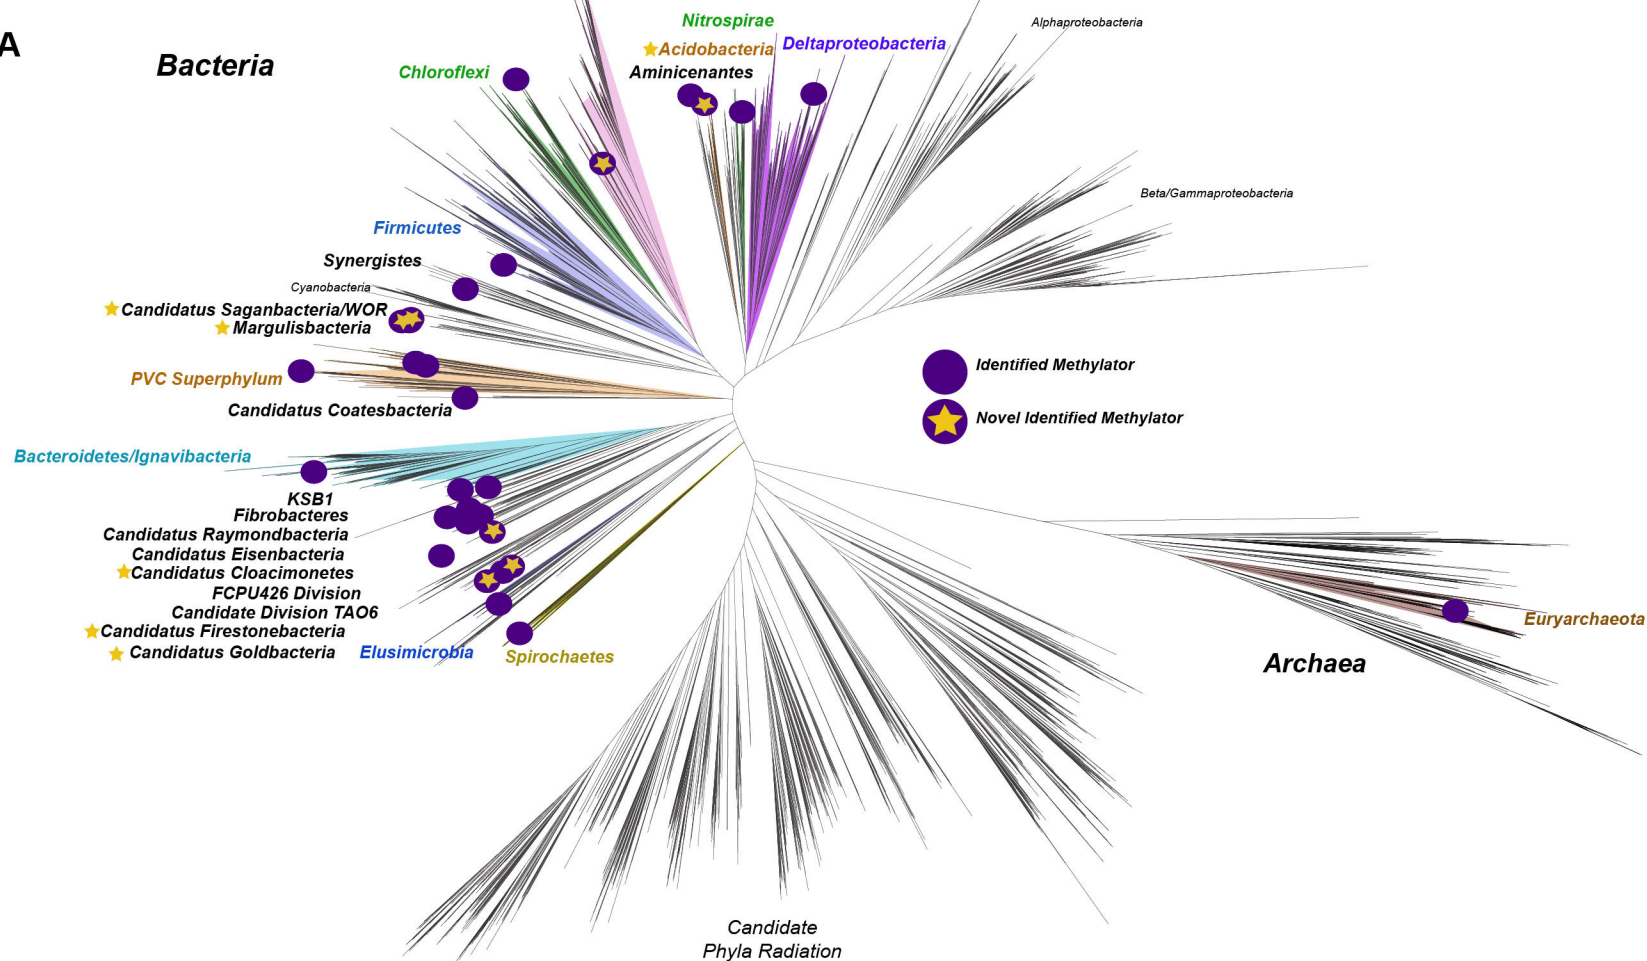 A
Bacteria
Nitrospirae
Acidobacteria
Deltaproteobacteria
Aminicenantes
Alphaproteobacteria
Chloroflexi
Beta/Gammaproteobacteria
Firmicutes
Synergistes
Cyanobacteria
Candidatus Saganbacteria/WOR
Margulisbacteria
PVC Superphylum
Candidatus Coatesbacteria
Identified Methylator
Novel Identified Methylator
Bacteroidetes/Ignavibacteria
KSB1
Fibrobacteres
Candidatus Raymondbacteria
Candidatus Eisenbacteria
Candidatus Cloacimonetes
FCPU426 Division
Candidate Division TAO6
Candidatus Firestonebacteria
Candidatus Goldbacteria
Elusimicrobia
Spirochaetes
Euryarchaeota
Archaea
Candidate
Phyla Radiation